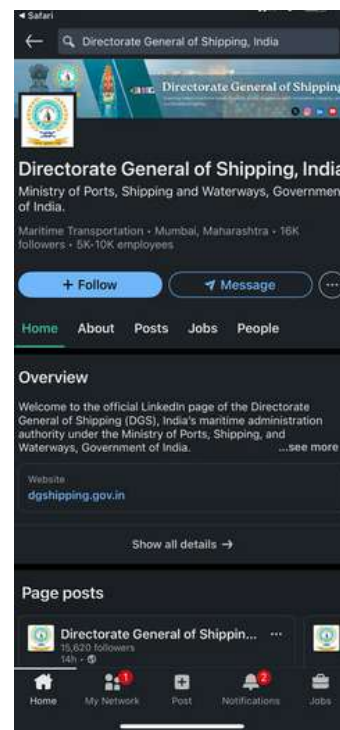 Safari
Directorate General of Shipping, India
Directorate General of Shipping
Directorate General of Shipping, India
Ministry of Ports, Shipping and Waterways, Governmen
of India.
Maritime Transportation • Mumbai, Maharashtra • 16K
followers • 5K-10K employees
+ Follow
Message
Home About Posts Jobs People
Overview
Welcome to the official LinkedIn page of the Directorate
General of Shipping (DGS), India's maritime administration
authority under the Ministry of Ports, Shipping, and
Waterways, Government of India. ...see more
Website
dgshipping.gov.in
Show all details →
Page posts
Directorate General of Shippin... ...
15,620 followers
14h •
1 2
Home My Network Post Notifications Jobs